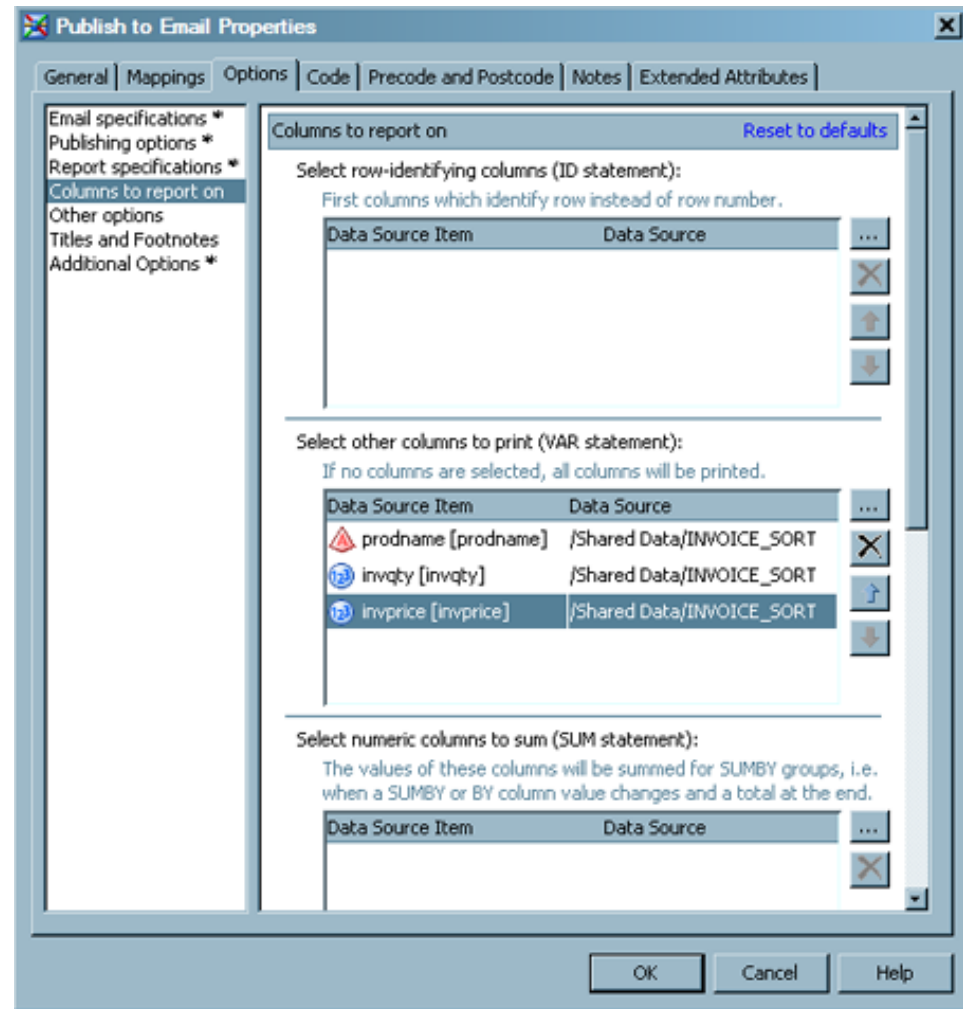 Publish to Email Properties
General Mappings Options Code Precode and Postcode Notes Extended Attributes
Email specifications *
Publishing options *
Report specifications *
Columns to report on
Other options
Titles and Footnotes
Additional Options *
Columns to report on Reset to defaults
Select row-identifying columns (ID statement):
First columns which identify row instead of row number.
Data Source Item Data Source ...
Select other columns to print (VAR statement):
If no columns are selected, all columns will be printed.
Data Source Item Data Source ...
A prodname [prodname] /Shared Data/INVOICE_SORT
123 invqty [invqty] /Shared Data/INVOICE_SORT
123 invprice [invprice] /Shared Data/INVOICE_SORT
Select numeric columns to sum (SUM statement):
The values of these columns will be summed for SUMBY groups, i.e.
when a SUMBY or BY column value changes and a total at the end.
Data Source Item Data Source ...
OK Cancel Help